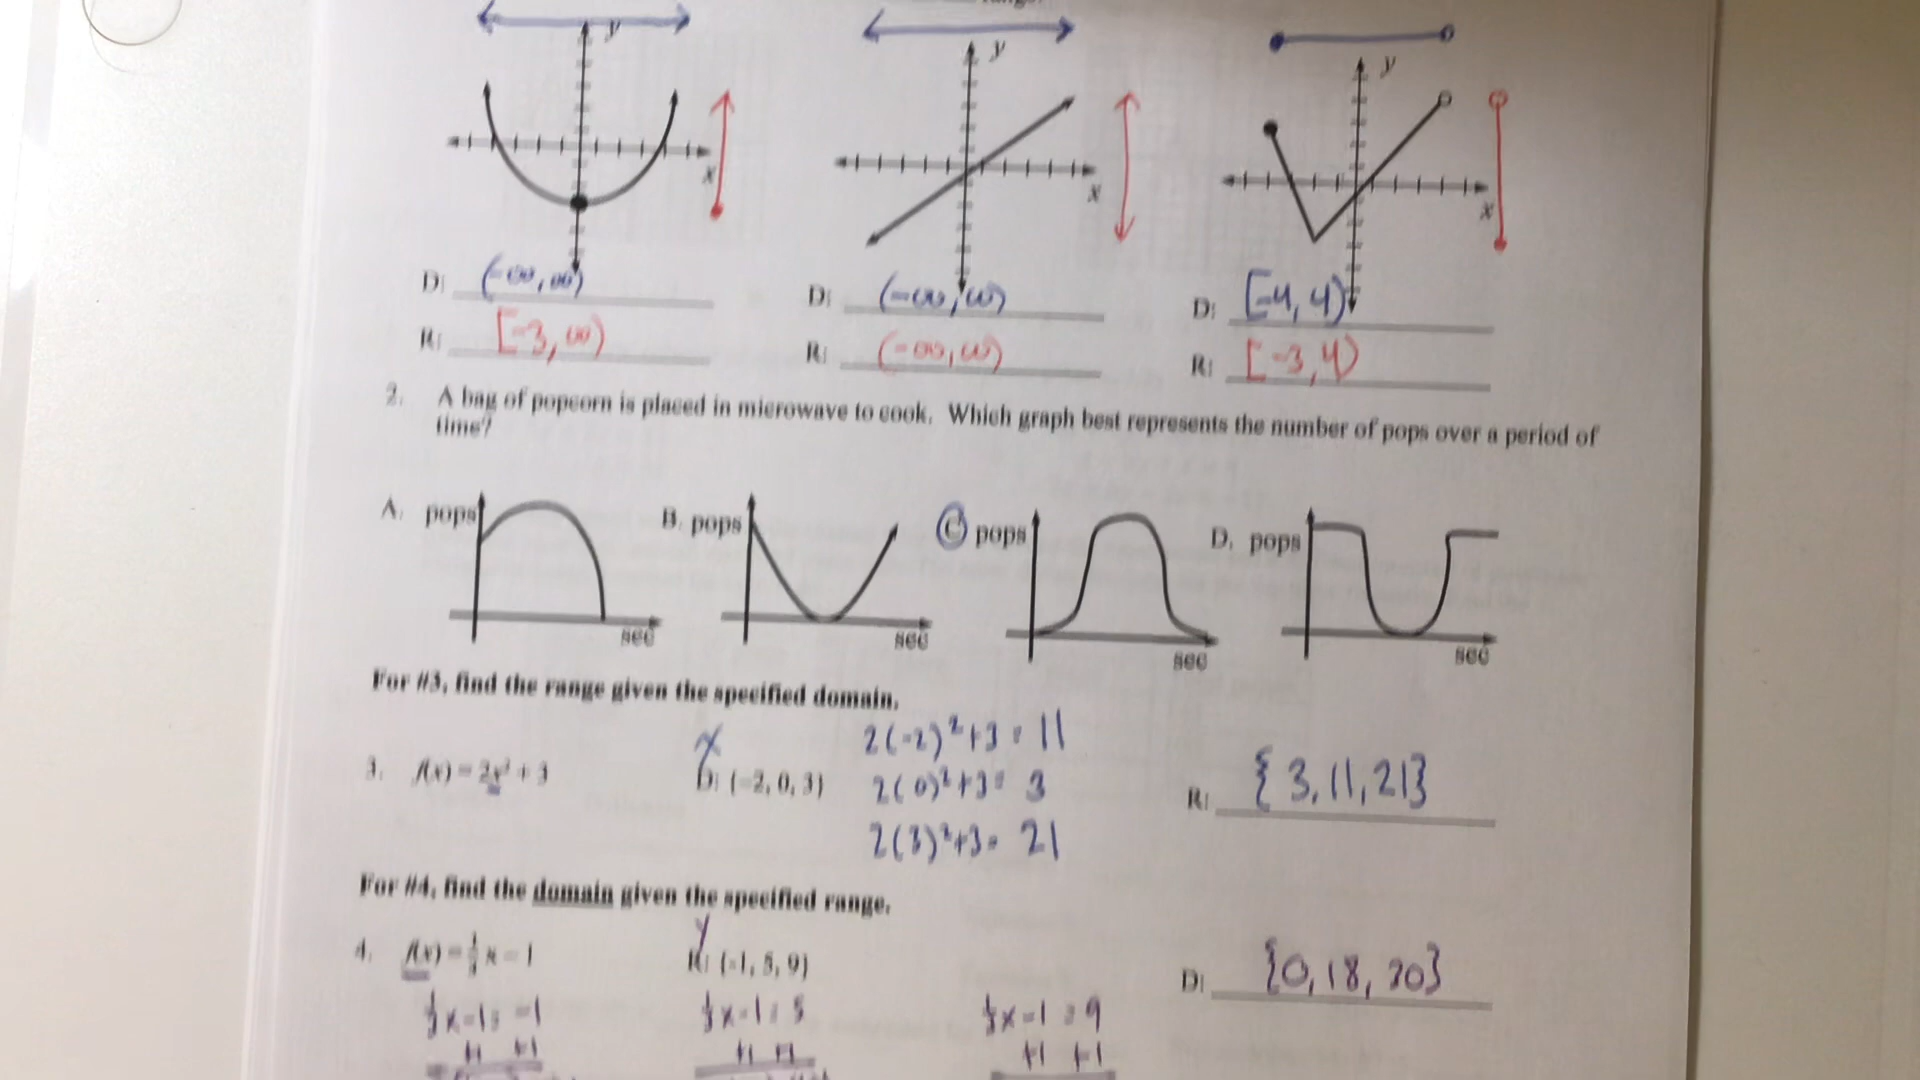 y y y
x x x
D: (-∞, ∞) D: (-∞, ∞) D: [-4, 4)
R: [-3, ∞) R: (-∞, ∞) R: [-3, 4)
2. A bag of popcorn is placed in microwave to cook. Which graph best represents the number of pops over a period of
time?
A. pops B. pops C pops D. pops
sec sec sec sec
For #3, find the range given the specified domain.
x 2(-2)²+3 = 11
3. f(x) = 2x² + 3 D: {-2, 0, 3} 2(0)²+3 = 3 R: {3, 11, 21}
2(3)²+3 = 21
For #4, find the domain given the specified range.
y
4. f(x) = 1/3 x - 1 R: {-1, 5, 9} D: {0, 18, 30}
1/3 x - 1 = -1 1/3 x - 1 = 5 1/3 x - 1 = 9
+1 +1 +1 +1 +1 +1